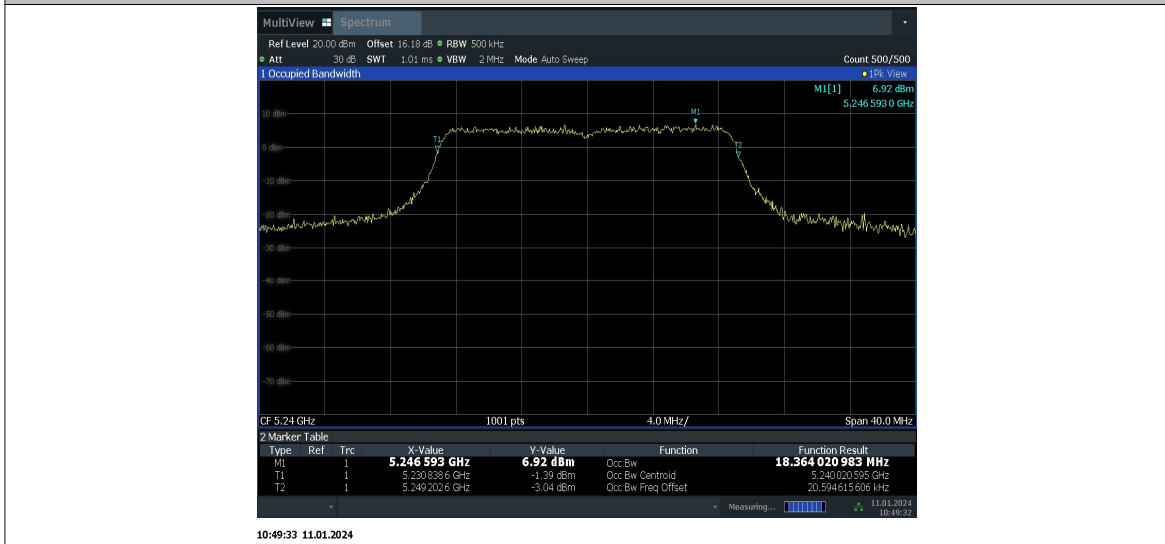 MultiView Spectrum
Ref Level 20.00 dBm Offset 16.18 dB RBW 500 kHz
Att 30 dB SWT 1.01 ms VBW 2 MHz Mode Auto Sweep Count 500/500
1 Occupied Bandwidth 1Pk View
M1[1] 6.92 dBm
5.246 593 0 GHz
M1
10 dBm
T1
T2
0 dBm
-10 dBm
-20 dBm
-30 dBm
-40 dBm
-50 dBm
-60 dBm
-70 dBm
CF 5.24 GHz 1001 pts 4.0 MHz/ Span 40.0 MHz
2 Marker Table
Type Ref Trc X-Value Y-Value Function Function Result
M1 1 5.246 593 GHz 6.92 dBm Occ Bw 18.364 020 983 MHz
T1 1 5.230 838 6 GHz -1.39 dBm Occ Bw Centroid 5.240 020 595 GHz
T2 1 5.249 202 6 GHz -3.04 dBm Occ Bw Freq Offset 20.594 615 606 kHz
Measuring... 11.01.2024
10:49:32
10:49:33 11.01.2024